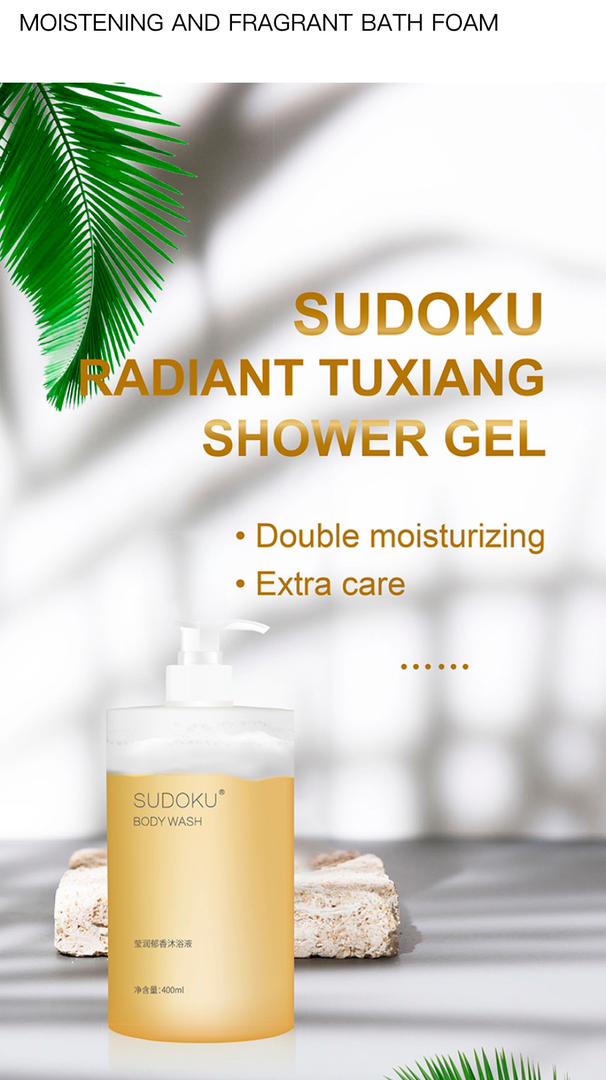 MOISTENING AND FRAGRANT BATH FOAM
SUDOKU
RADIANT TUXIANG
SHOWER GEL
• Double moisturizing
• Extra care
……
SUDOKU®
BODY WASH
莹润郁香沐浴液
净含量:400ml